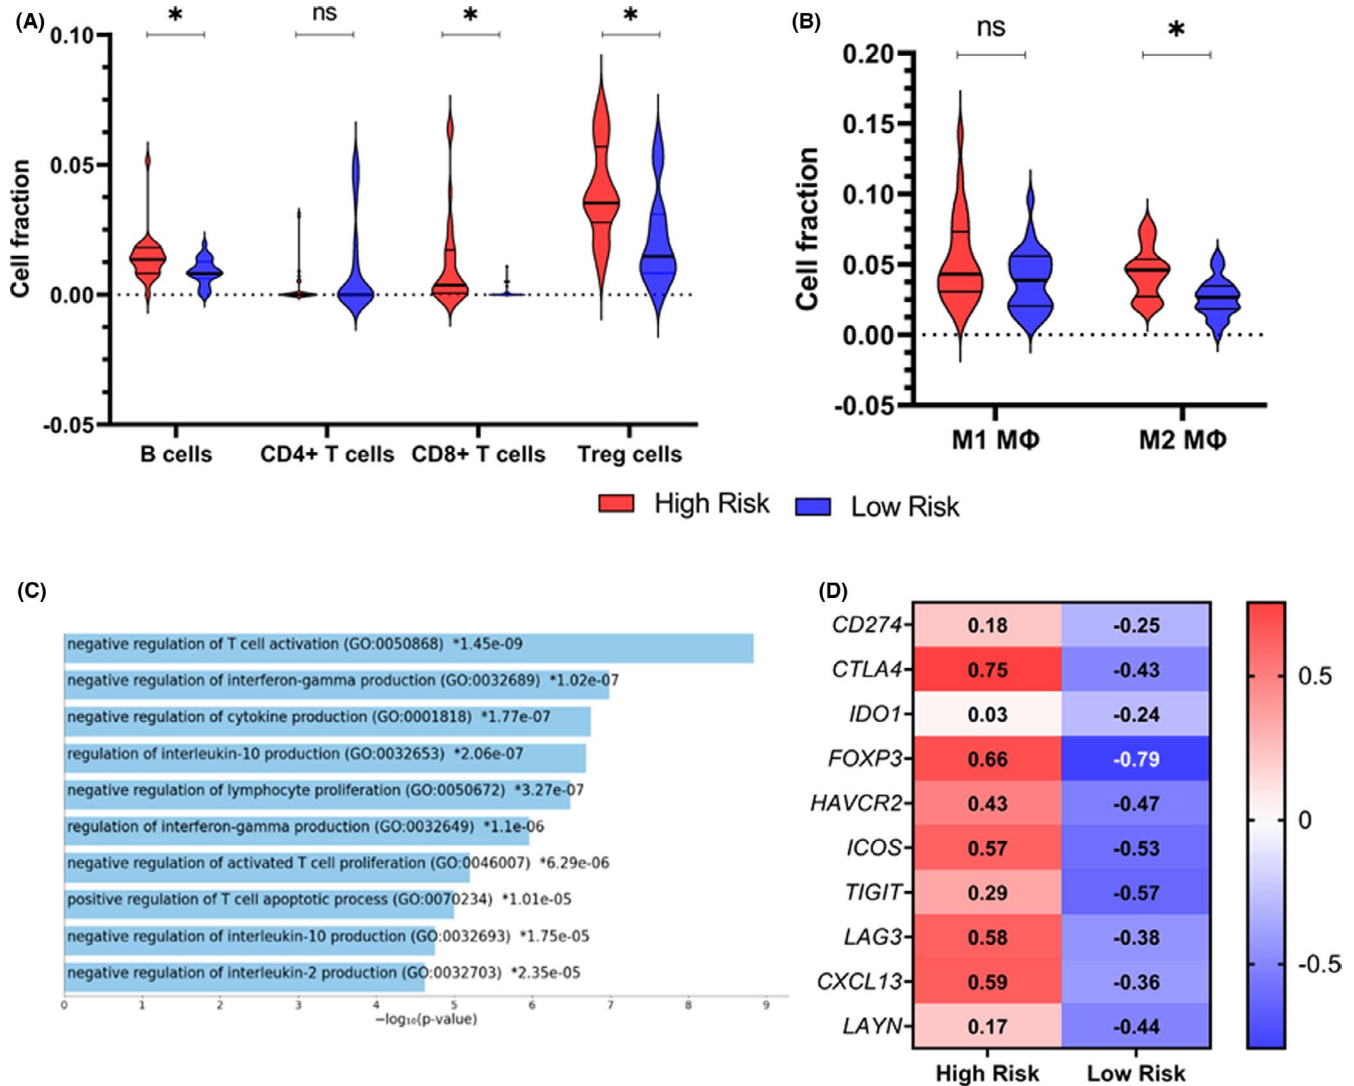 (A)
* ns * *
0.10
0.05
0.00
-0.05
Cell fraction
B cells CD4+ T cells CD8+ T cells Treg cells
(B)
ns *
0.20
0.15
0.10
0.05
0.00
-0.05
Cell fraction
M1 MΦ M2 MΦ
High Risk Low Risk
(C)
negative regulation of T cell activation (GO:0050868) *1.45e-09
negative regulation of interferon-gamma production (GO:0032689) *1.02e-07
negative regulation of cytokine production (GO:0001818) *1.77e-07
regulation of interleukin-10 production (GO:0032653) *2.06e-07
negative regulation of lymphocyte proliferation (GO:0050672) *3.27e-07
regulation of interferon-gamma production (GO:0032649) *1.1e-06
negative regulation of activated T cell proliferation (GO:0046007) *6.29e-06
positive regulation of T cell apoptotic process (GO:0070234) *1.01e-05
negative regulation of interleukin-10 production (GO:0032693) *1.75e-05
negative regulation of interleukin-2 production (GO:0032703) *2.35e-05
0 1 2 3 4 5 6 7 8 9
−log₁₀(p-value)
(D)
CD274 0.18 -0.25
CTLA4 0.75 -0.43
IDO1 0.03 -0.24
FOXP3 0.66 -0.79
HAVCR2 0.43 -0.47
ICOS 0.57 -0.53
TIGIT 0.29 -0.57
LAG3 0.58 -0.38
CXCL13 0.59 -0.36
LAYN 0.17 -0.44
High Risk Low Risk
0.5
0
-0.5